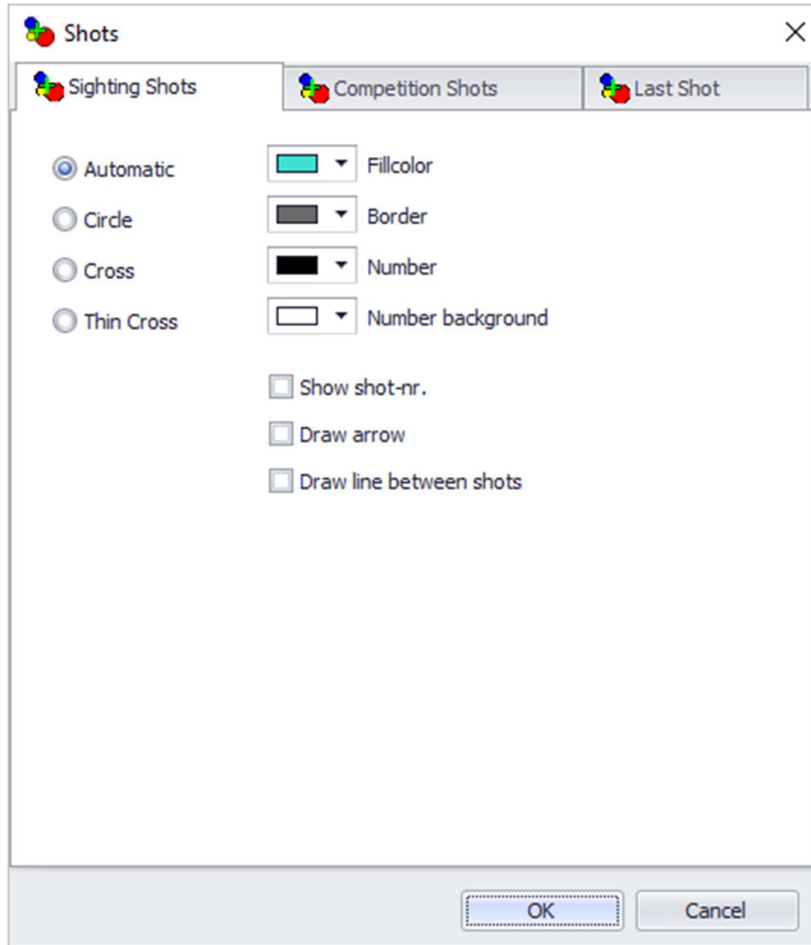 Shots
Sighting Shots
Competition Shots
Last Shot
Automatic
Fillcolor
Circle
Border
Cross
Number
Thin Cross
Number background
Show shot-nr.
Draw arrow
Draw line between shots
OK
Cancel